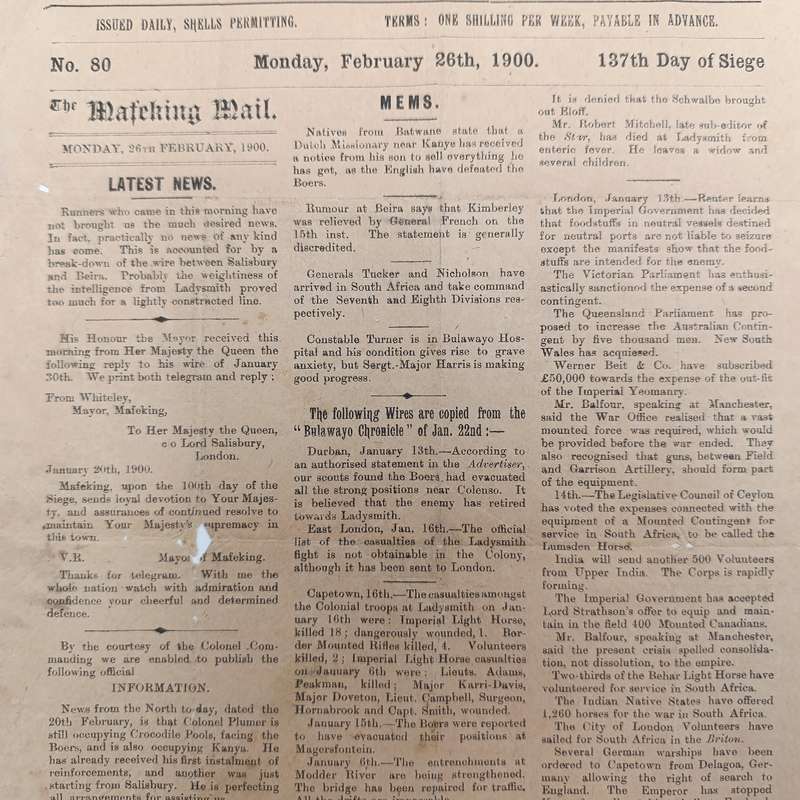 ISSUED DAILY, SHELLS PERMITTING.
TERMS: ONE SHILLING PER WEEK, PAYABLE IN ADVANCE.
No. 80
Monday, February 26th, 1900.
137th Day of Siege
The Mafeking Mail.
MONDAY, 26TH FEBRUARY, 1900.
LATEST NEWS.
Runners who came in this morning have
not brought us the much desired news.
In fact, practically no news of any kind
has come. This is accounted for by a
break-down of the wire between Salisbury
and Beira. Probably the weightiness of
the intelligence from Ladysmith proved
too much for a lightly constructed line.
His Honour the Mayor received this
morning from Her Majesty the Queen the
following reply to his wire of January
30th. We print both telegram and reply:
From Whiteley,
Mayor, Mafeking,
To Her Majesty the Queen,
c o Lord Salisbury,
London.
January 20th, 1900.
Mafeking, upon the 100th day of the
Siege, sends loyal devotion to Your Majes-
ty, and assurances of continued resolve to
maintain Your Majesty's supremacy in
this town.
V.R. Mayor of Mafeking.
Thanks for telegram. With me the
whole nation watch with admiration and
confidence your cheerful and determined
defence.
By the courtesy of the Colonel Com-
manding we are enabled to publish the
following official
INFORMATION.
News from the North to-day, dated the
20th February, is that Colonel Plumer is
still occupying Crocodile Pools, facing the
Boers, and is also occupying Kanya. He
has already received his first instalment of
reinforcements, and another was just
starting from Salisbury. He is perfecting
all arrangements for assisting us
MEMS.
Natives from Batwane state that a
Dutch Missionary near Kanye has received
a notice from his son to sell everything he
has got, as the English have defeated the
Boers.
Rumour at Beira says that Kimberley
was relieved by General French on the
15th inst. The statement is generally
discredited.
Generals Tucker and Nicholson have
arrived in South Africa and take command
of the Seventh and Eighth Divisions res-
pectively.
Constable Turner is in Bulawayo Hos-
pital and his condition gives rise to grave
anxiety, but Sergt.-Major Harris is making
good progress.
The following Wires are copied from the
"Bulawayo Chronicle" of Jan. 22nd:—
Durban, January 13th.—According to
an authorised statement in the Advertiser,
our scouts found the Boers had evacuated
all the strong positions near Colenso. It
is believed that the enemy has retired
towards Ladysmith.
East London, Jan. 16th.—The official
list of the casualties of the Ladysmith
fight is not obtainable in the Colony,
although it has been sent to London.
Capetown, 16th.—The casualties amongst
the Colonial troops at Ladysmith on Jan-
uary 16th were: Imperial Light Horse,
killed 18; dangerously wounded, 1. Bor-
der Mounted Rifles killed, 4. Volunteers
killed, 2; Imperial Light Horse casualties
on January 6th were: Lieuts. Adams,
Peakman, killed; Major Karri-Davis,
Major Doveton, Lieut. Campbell, Surgeon,
Hornabrook and Capt. Smith, wounded.
January 15th.—The Boers were reported
to have evacuated their positions at
Magersfontein.
January 6th.—The entrenchments at
Modder River are being strengthened.
The bridge has been repaired for traffic.
All the drifts are
It is denied that the Schwalbe brought
out Eloff.
Mr. Robert Mitchell, late sub-editor of
the Star, has died at Ladysmith from
enteric fever. He leaves a widow and
several children.
London, January 13th.—Reuter learns
that the Imperial Government has decided
that foodstuffs in neutral vessels destined
for neutral ports are not liable to seizure
except the manifests show that the food-
stuffs are intended for the enemy.
The Victorian Parliament has enthusi-
astically sanctioned the expense of a second
contingent.
The Queensland Parliament has pro-
posed to increase the Australian Contin-
gent by five thousand men. New South
Wales has acquiesed.
Werner Beit & Co. have subscribed
£50,000 towards the expense of the out-fit
of the Imperial Yeomanry.
Mr. Balfour, speaking at Manchester,
said the War Office realised that a vast
mounted force was required, which would
be provided before the war ended. They
also recognised that guns, between Field
and Garrison Artillery, should form part
of the equipment.
14th.—The Legislative Council of Ceylon
has voted the expenses connected with the
equipment of a Mounted Contingent for
service in South Africa, to be called the
Lumsden Horse.
India will send another 500 Volunteers
from Upper India. The Corps is rapidly
forming.
The Imperial Government has accepted
Lord Strathson's offer to equip and main-
tain in the field 400 Mounted Canadians.
Mr. Balfour, speaking at Manchester,
said the present crisis spelled consolida-
tion, not dissolution, to the empire.
Two-thirds of the Behar Light Horse have
volunteered for service in South Africa.
The Indian Native States have offered
1,260 horses for the war in South Africa.
The City of London Volunteers have
sailed for South Africa in the Briton.
Several German warships have been
ordered to Capetown from Delagoa, Ger-
many allowing the right of search to
England. The Emperor has stopped